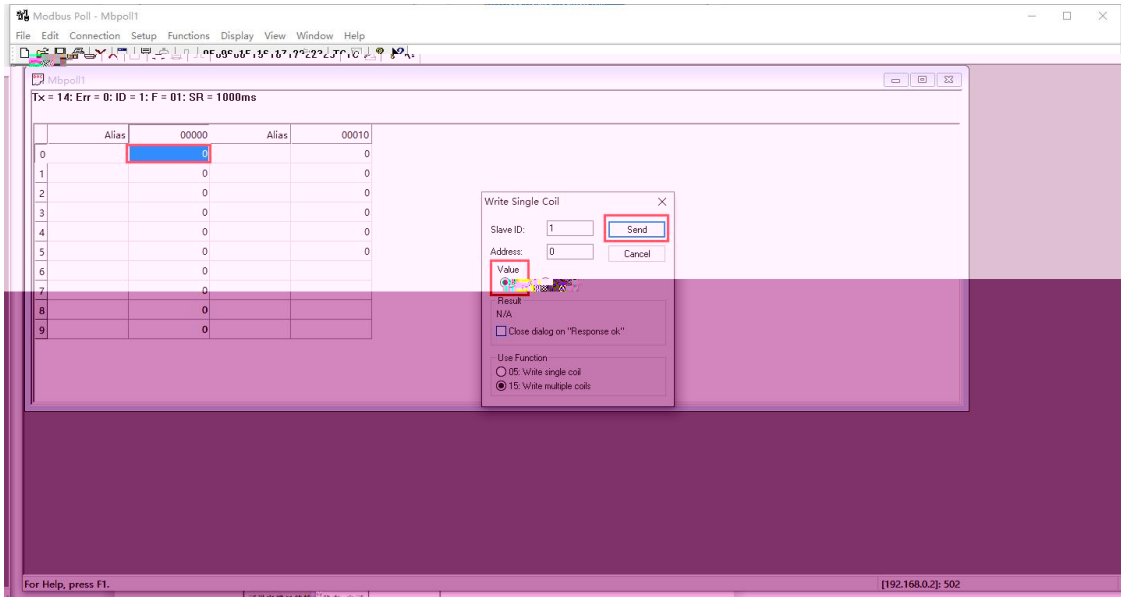 Modbus Poll - Mbpoll1
File Edit Connection Setup Functions Display View Window Help
Mbpoll1
Tx = 14: Err = 0: ID = 1: F = 01: SR = 1000ms
Alias 00000 Alias 00010
0 0 0
1 0 0
2 0 0
3 0 0
4 0 0
5 0 0
6 0
7 0
8 0
9 0
Write Single Coil
Slave ID: 1 Send
Address: 0 Cancel
Value
Result
N/A
Close dialog on "Response ok"
Use Function
05: Write single coil
15: Write multiple coils
For Help, press F1. [192.168.0.2]: 502